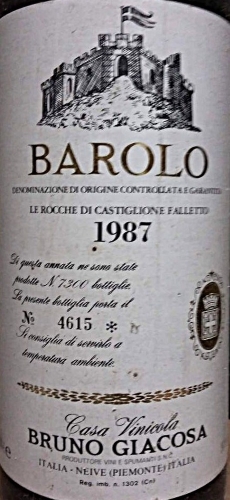 BAROLO
DENOMINAZIONE DI ORIGINE CONTROLLATA E GARANTITA
LE ROCCHE DI CASTIGLIONE FALLETTO
1987
Di questa annata ne sono state
prodotte N. 7300 bottiglie.
La presente bottiglia porta il
No 4615 *
Si consiglia di servirlo a
temperatura ambiente.
Casa Vinicola
BRUNO GIACOSA
PRODUTTORE VINI E SPUMANTI S.N.C.
ITALIA - NEIVE (PIEMONTE) ITALIA
Reg. imb. n. 1302 (Cn)